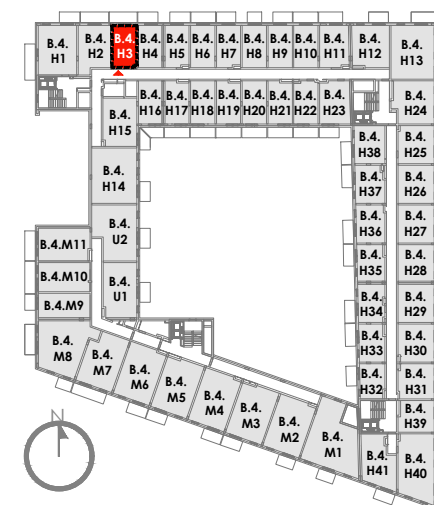 B.4.
H1
B.4.
H2
B.4.
H3
B.4.
H4
B.4.
H5
B.4.
H6
B.4.
H7
B.4.
H8
B.4.
H9
B.4.
H10
B.4.
H11
B.4.
H12
B.4.
H13
B.4.
H15
B.4.
H16
B.4.
H17
B.4.
H18
B.4.
H19
B.4.
H20
B.4.
H21
B.4.
H22
B.4.
H23
B.4.
H24
B.4.
H38
B.4.
H25
B.4.
H14
B.4.
H37
B.4.
H26
B.4.
U2
B.4.
H36
B.4.
H27
B.4.M11
B.4.
H35
B.4.
H28
B.4.M10
B.4.
U1
B.4.
H34
B.4.
H29
B.4.M9
B.4.
M8
B.4.
M7
B.4.
M6
B.4.
M5
B.4.
M4
B.4.
M3
B.4.
M2
B.4.
M1
B.4.
H33
B.4.
H30
B.4.
H32
B.4.
H31
B.4.
H39
B.4.
H41
B.4.
H40
N